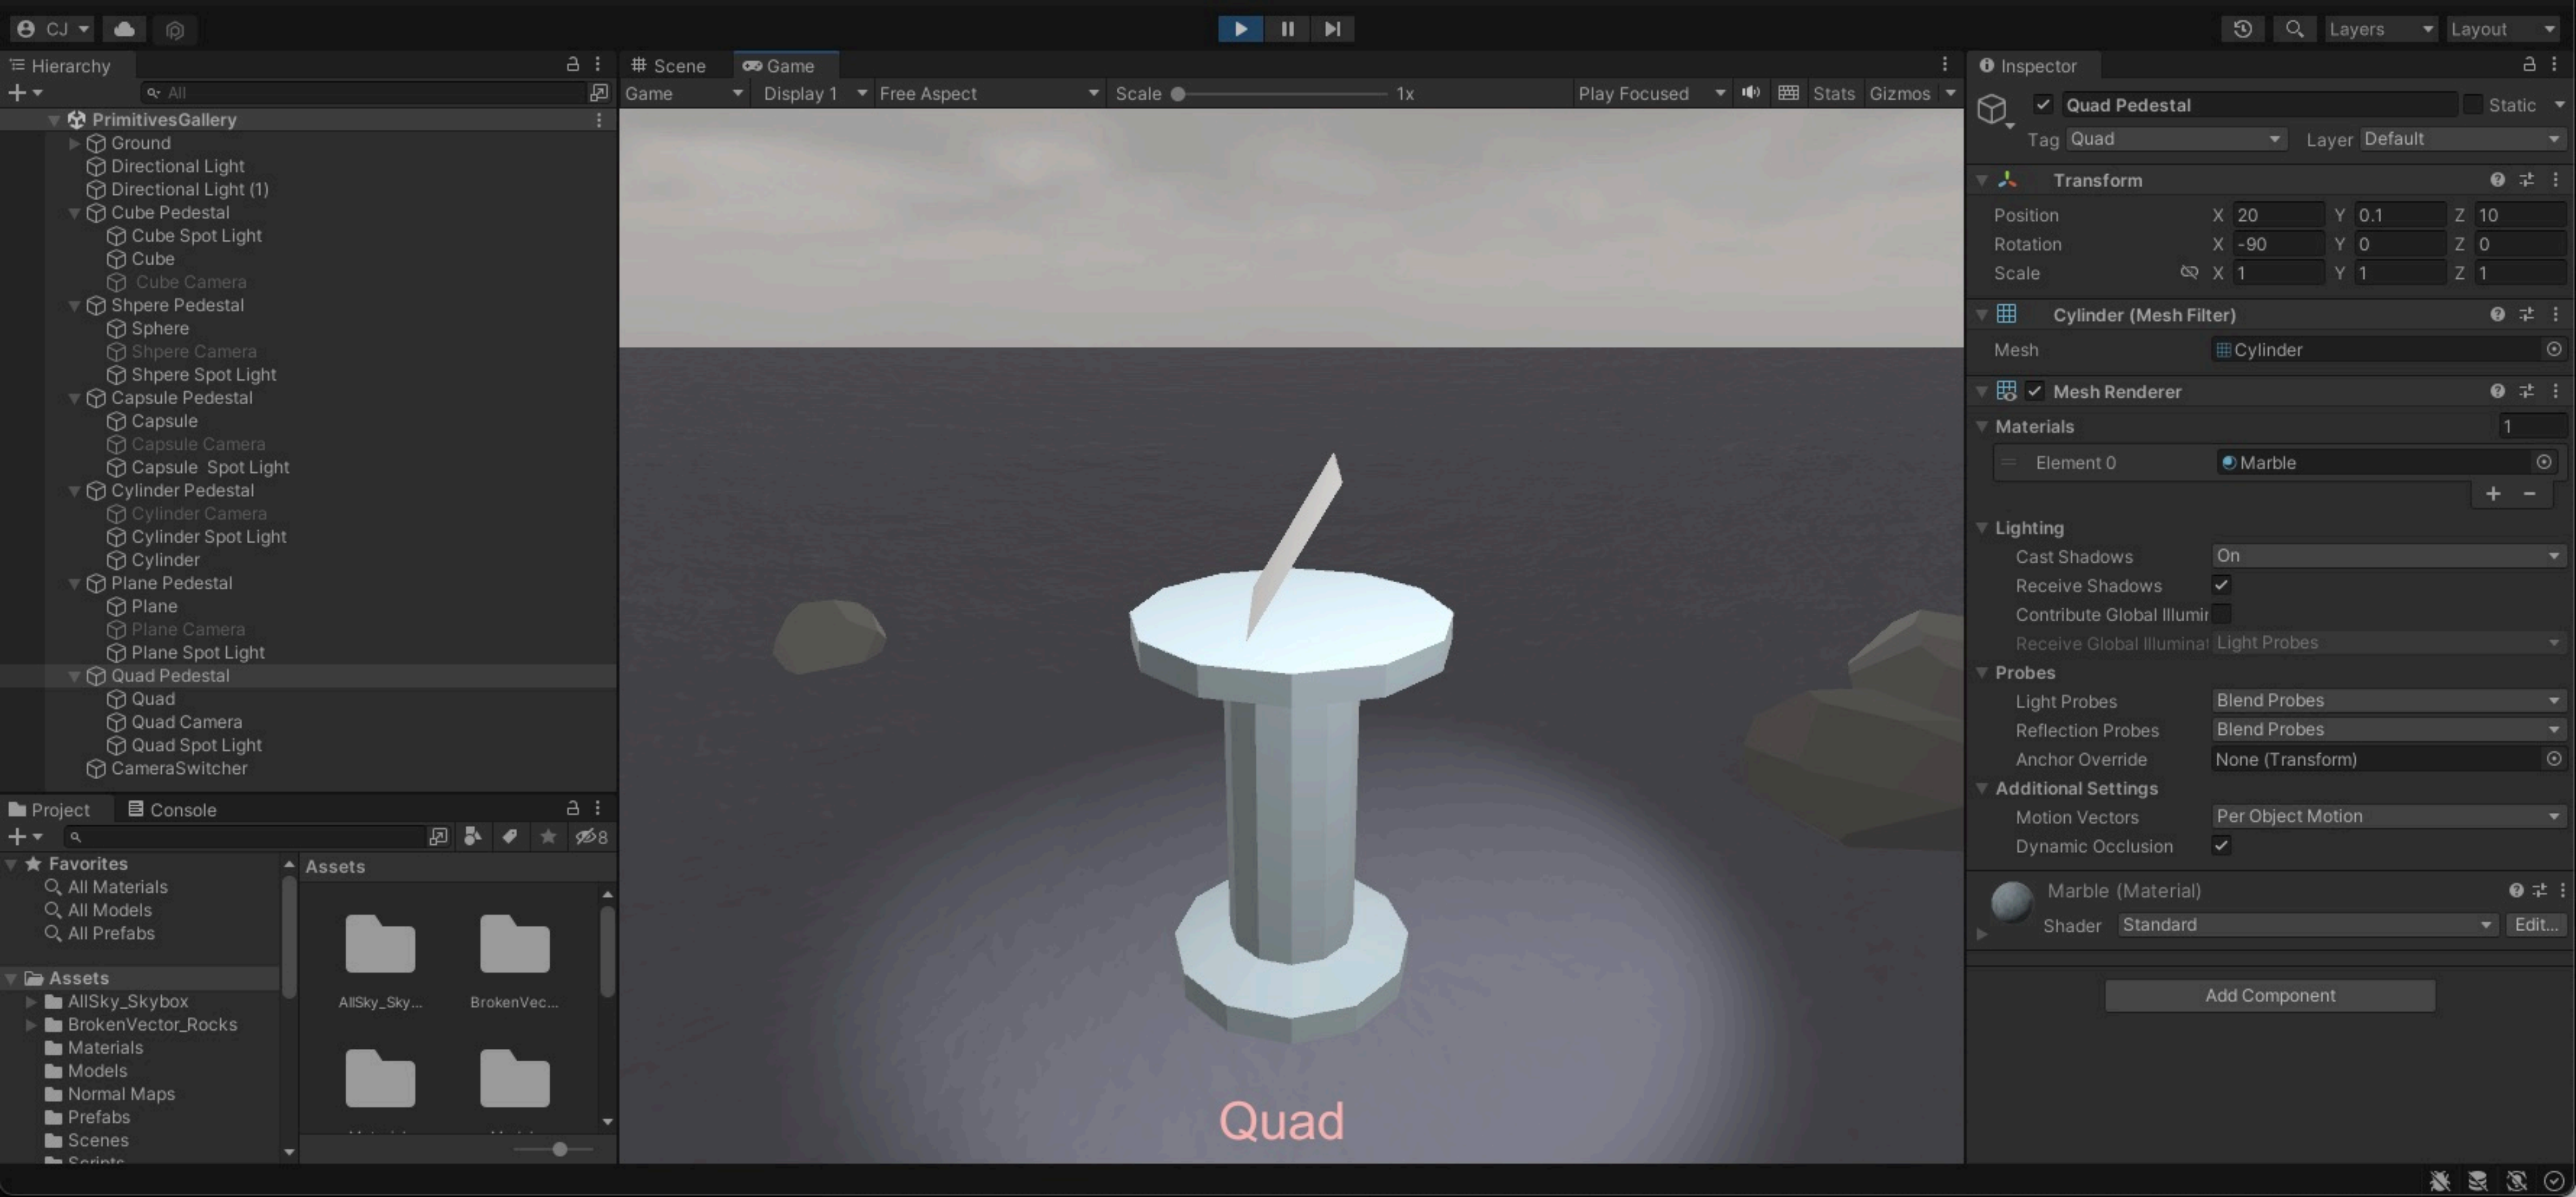 CJ
Layers
Layout
Hierarchy
All
PrimitivesGallery
Ground
Directional Light
Directional Light (1)
Cube Pedestal
Cube Spot Light
Cube
Cube Camera
Shpere Pedestal
Sphere
Shpere Camera
Shpere Spot Light
Capsule Pedestal
Capsule
Capsule Camera
Capsule Spot Light
Cylinder Pedestal
Cylinder Camera
Cylinder Spot Light
Cylinder
Plane Pedestal
Plane
Plane Camera
Plane Spot Light
Quad Pedestal
Quad
Quad Camera
Quad Spot Light
CameraSwitcher
Project
Console
8
Favorites
All Materials
All Models
All Prefabs
Assets
AllSky_Skybox
BrokenVector_Rocks
Materials
Models
Normal Maps
Prefabs
Scenes
Assets
AllSky_Sky...
BrokenVec...
Scene
Game
Game
Display 1
Free Aspect
Scale
1x
Play Focused
Stats
Gizmos
Quad
Inspector
Quad Pedestal
Static
Tag Quad
Layer Default
Transform
Position X 20 Y 0.1 Z 10
Rotation X -90 Y 0 Z 0
Scale X 1 Y 1 Z 1
Cylinder (Mesh Filter)
Mesh Cylinder
Mesh Renderer
Materials 1
Element 0 Marble
Lighting
Cast Shadows On
Receive Shadows
Contribute Global Illumir
Receive Global Illuminat Light Probes
Probes
Light Probes Blend Probes
Reflection Probes Blend Probes
Anchor Override None (Transform)
Additional Settings
Motion Vectors Per Object Motion
Dynamic Occlusion
Marble (Material)
Shader Standard Edit...
Add Component